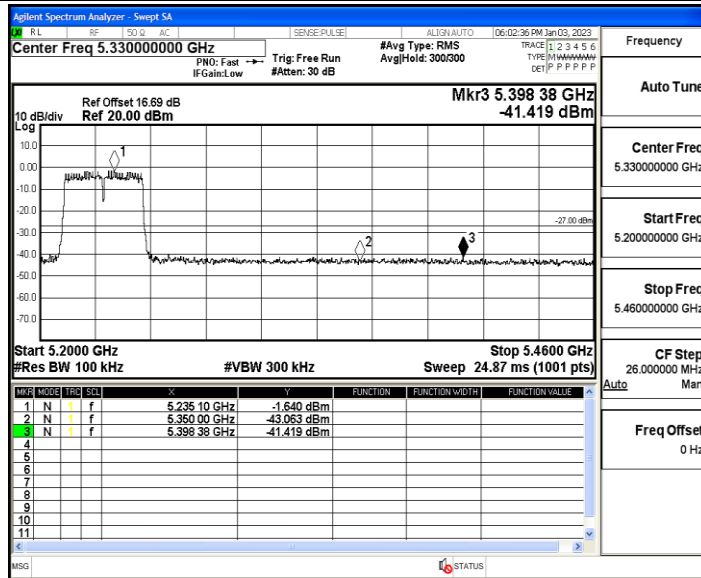 Agilent Spectrum Analyzer - Swept SA
RL RF 50 Ω AC SENSE:PULSE ALIGN AUTO 06:02:36 PM Jan 03, 2023
Center Freq 5.330000000 GHz
PNO: Fast
IFGain:Low
Trig: Free Run
#Atten: 30 dB
#Avg Type: RMS
Avg|Hold: 300/300
TRACE 1 2 3 4 5 6
TYPE MWWWWW
DET P P P P P P
Ref Offset 16.69 dB
10 dB/div Ref 20.00 dBm
Log
Mkr3 5.398 38 GHz
-41.419 dBm
10.0
0.00
-10.0
-20.0
-30.0
-40.0
-50.0
-60.0
-70.0
1
2
3
-27.00 dBm
Start 5.2000 GHz Stop 5.4600 GHz
#Res BW 100 kHz #VBW 300 kHz Sweep 24.87 ms (1001 pts)
MKR MODE TRC SCL X Y FUNCTION FUNCTION WIDTH FUNCTION VALUE
1 N 1 f 5.235 10 GHz -1.640 dBm
2 N 1 f 5.350 00 GHz -43.063 dBm
3 N 1 f 5.398 38 GHz -41.419 dBm
4
5
6
7
8
9
10
11
MSG STATUS
Frequency
Auto Tune
Center Freq
5.330000000 GHz
Start Freq
5.200000000 GHz
Stop Freq
5.460000000 GHz
CF Step
26.000000 MHz
Auto Man
Freq Offset
0 Hz